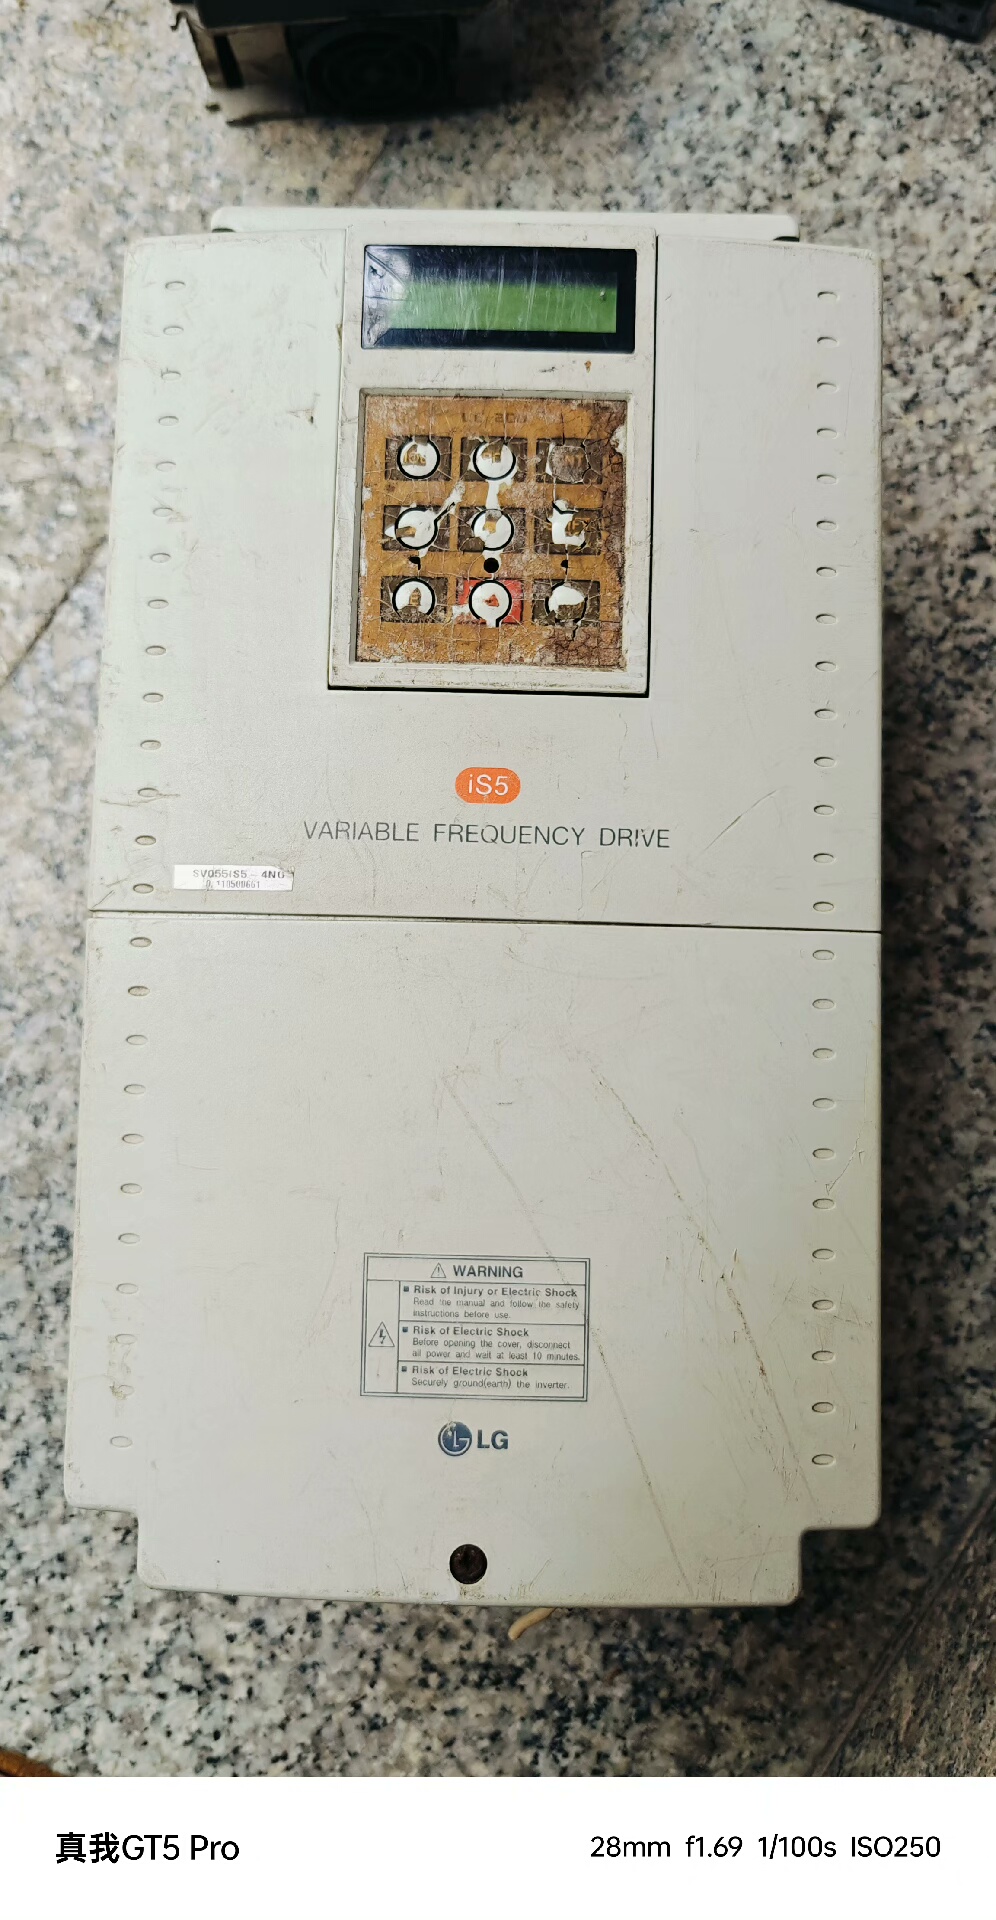 iS5
VARIABLE FREQUENCY DRIVE
SV055iS5 - 4NU
WARNING
■ Risk of Injury or Electric Shock
Read the manual and follow the safety
instructions before use.
■ Risk of Electric Shock
Before opening the cover, disconnect
all power and wait at least 10 minutes.
■ Risk of Electric Shock
Securely ground(earth) the inverter.
LG
真我GT5 Pro
28mm f1.69 1/100s ISO250